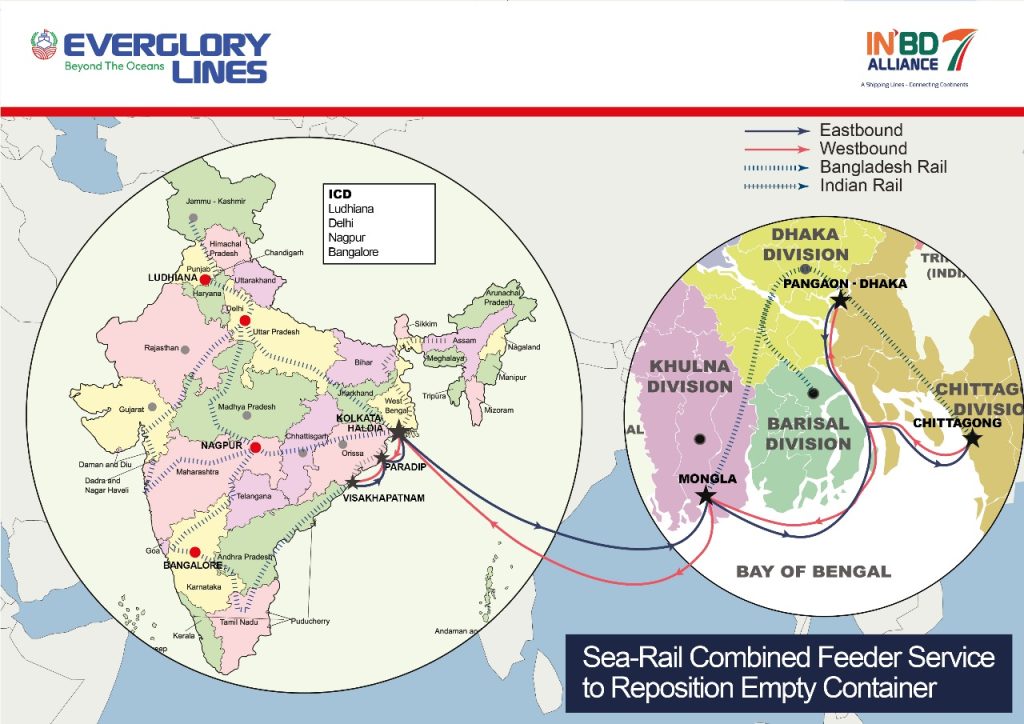 EVERGLORY
Beyond The Oceans
LINES
IN'BD
ALLIANCE
7
A Shipping Lines - Connecting Continents
Eastbound
Westbound
Bangladesh Rail
Indian Rail
ICD
Ludhiana
Delhi
Nagpur
Bangalore
Jammu - Kashmir
Himachal
Pradesh
Chandigarh
Punjab
LUDHIANA
Uttarakhand
Haryana
Delhi
Uttar Pradesh
Rajasthan
Sikkim
Arunachal
Pradesh
Assam
Nagaland
Meghalaya
Manipur
Tripura
Mizoram
Bihar
Jharkhand
West
Bengal
Gujarat
Madhya Pradesh
KOLKATA
HALDIA
NAGPUR
Chhattisgarh
Orissa
PARADIP
Daman and Diu
Dadra and
Nagar Haveli
Maharashtra
VISAKHAPATNAM
Telangana
Goa
Andhra Pradesh
BANGALORE
Karnataka
Tamil Nadu
Puducherry
Kerala
eep
Andaman an
DHAKA
DIVISION
TRI
(INDI
PANGAON - DHAKA
KHULNA
DIVISION
AL
CHITTAG
DIVISIO
CHITTAGONG
BARISAL
DIVISION
MONGLA
BAY OF BENGAL
Sea-Rail Combined Feeder Service
to Reposition Empty Container